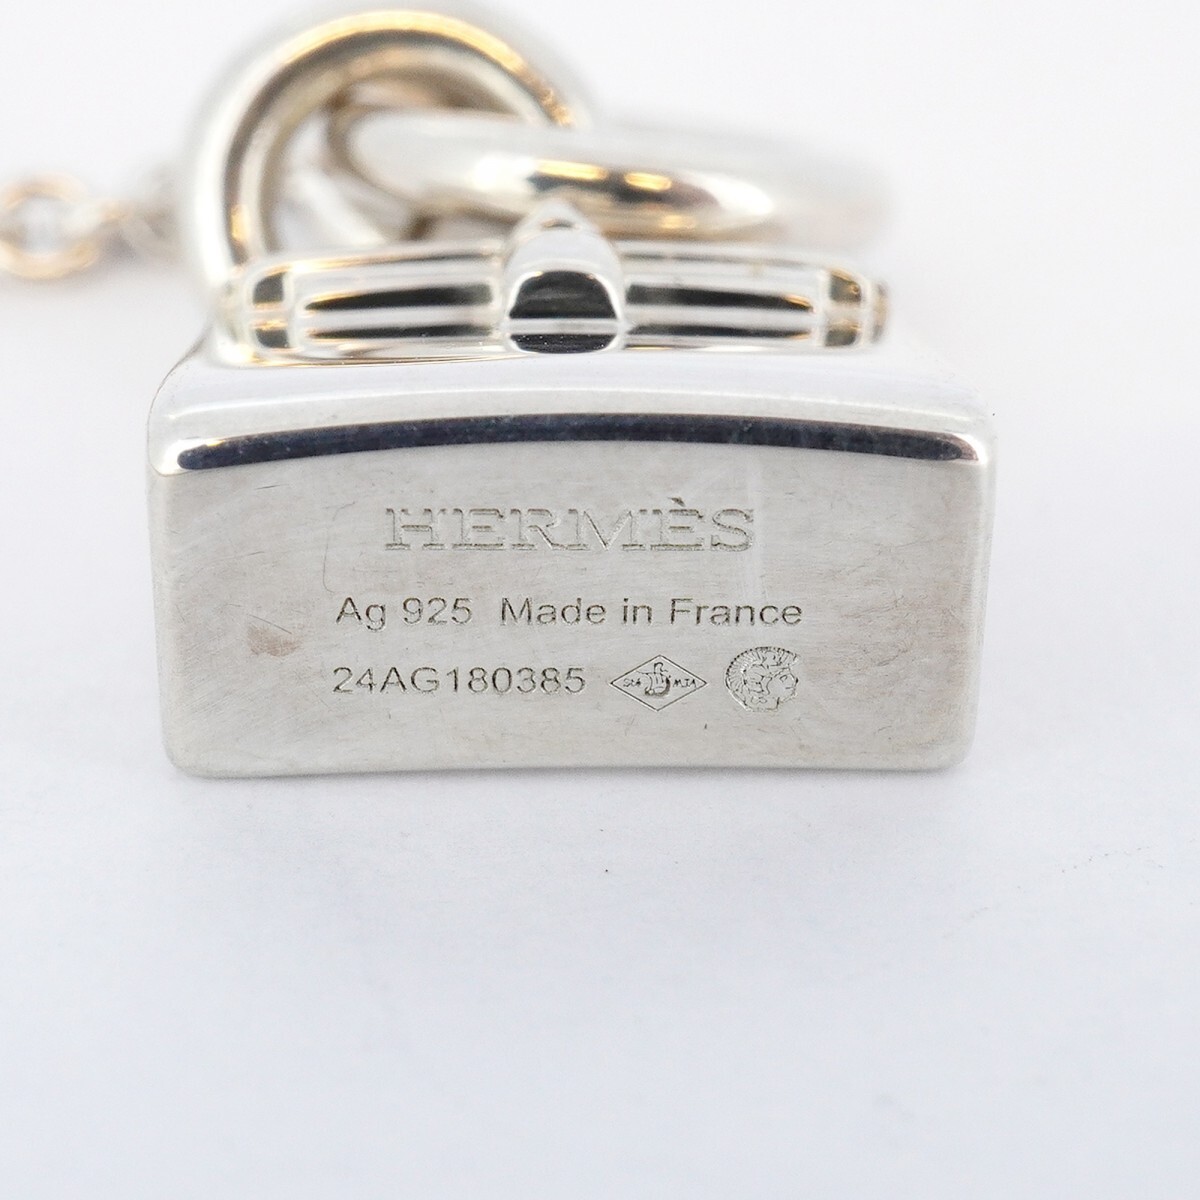 HERMÈS
Ag 925 Made in France
24AG180385